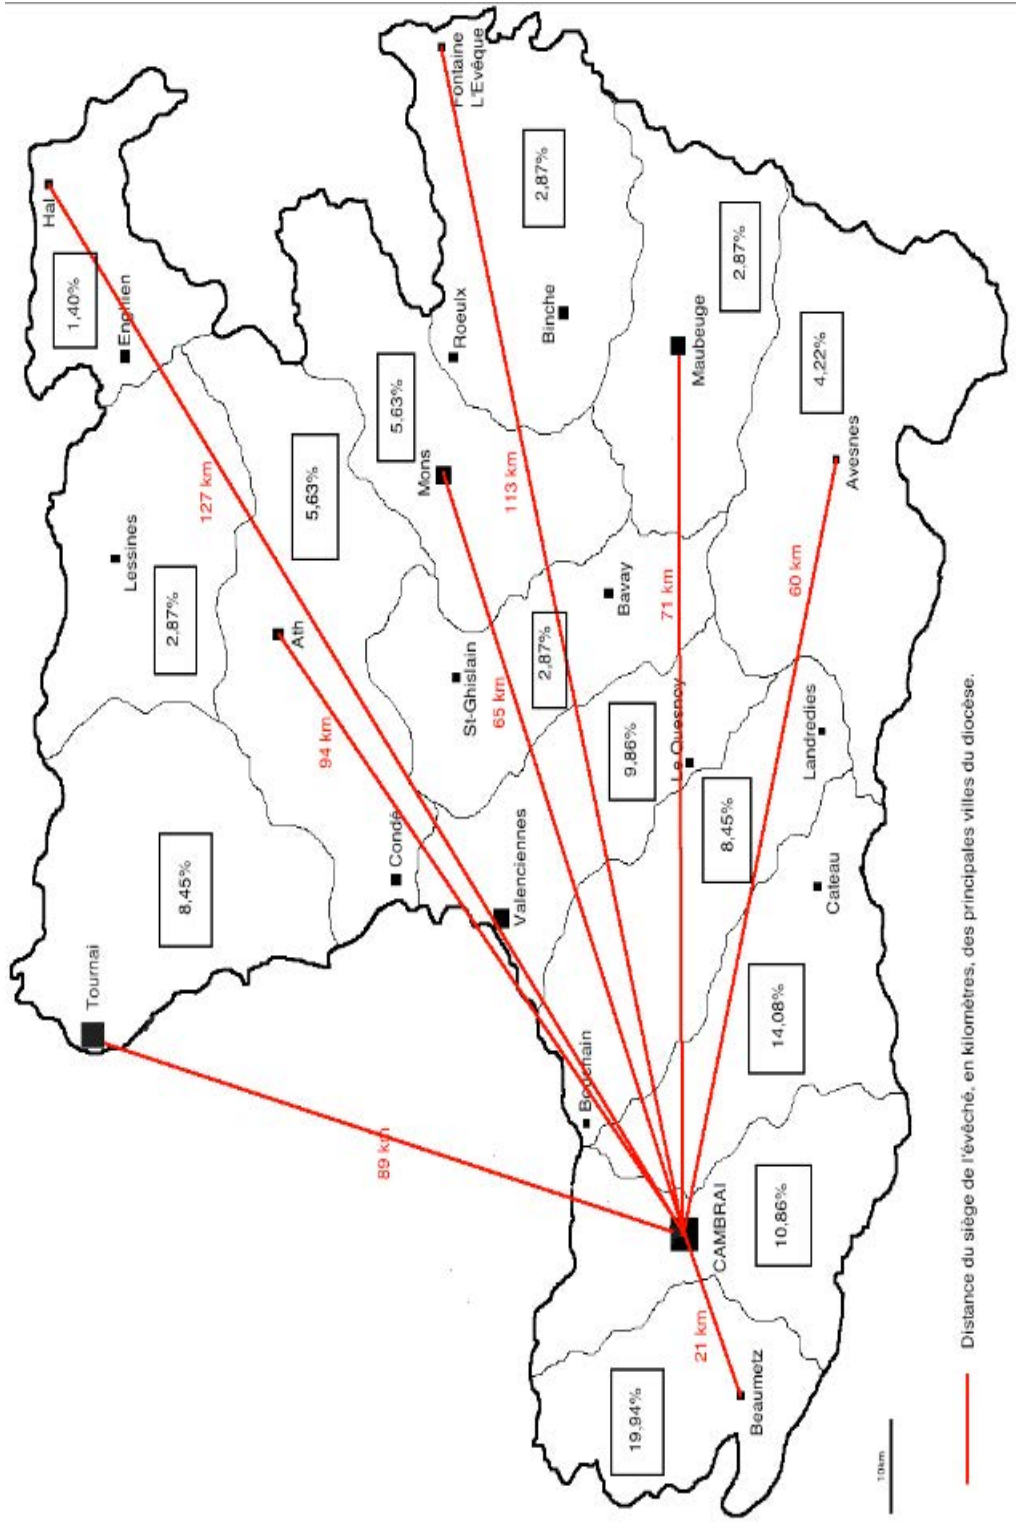 Hal
1,40%
Tournai
Enghien
Lessines
2.87%
8,45%
127 km
Ath
5,63%
94 km
89 km
Condé
5.63%
Mons
Fontaine
L'Evêque
Roeulx
St-Ghislain
65 km
113 km
Valenciennes
2,87%
2,87%
Binche
Bouchain
Bavay
9,86%
19,94%
71 km
Le Quesnoy
Maubeuge
21 km
CAMBRAI
8,45%
2,87%
Beaumetz
14,08%
10,86%
60 km
Landredies
4,22%
Cateau
Avesnes
10km
Distance du siège de l'évêché, en kilomètres, des principales villes du diocèse.